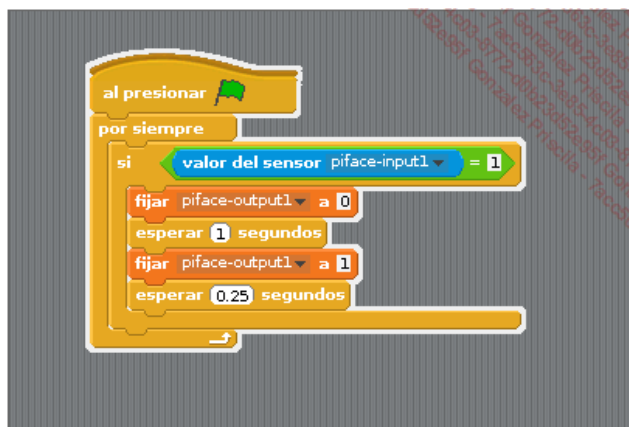 al presionar
por siempre
si valor del sensor piface-input1 = 1
fijar piface-output1 a 0
esperar 1 segundos
fijar piface-output1 a 1
esperar 0.25 segundos